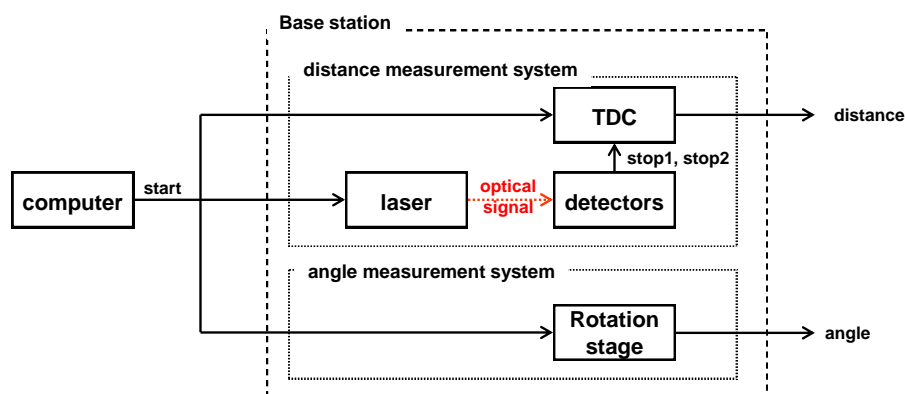 Base station
distance measurement system
TDC
distance
stop1, stop2
computer
start
laser
optical
signal
detectors
angle measurement system
Rotation
stage
angle